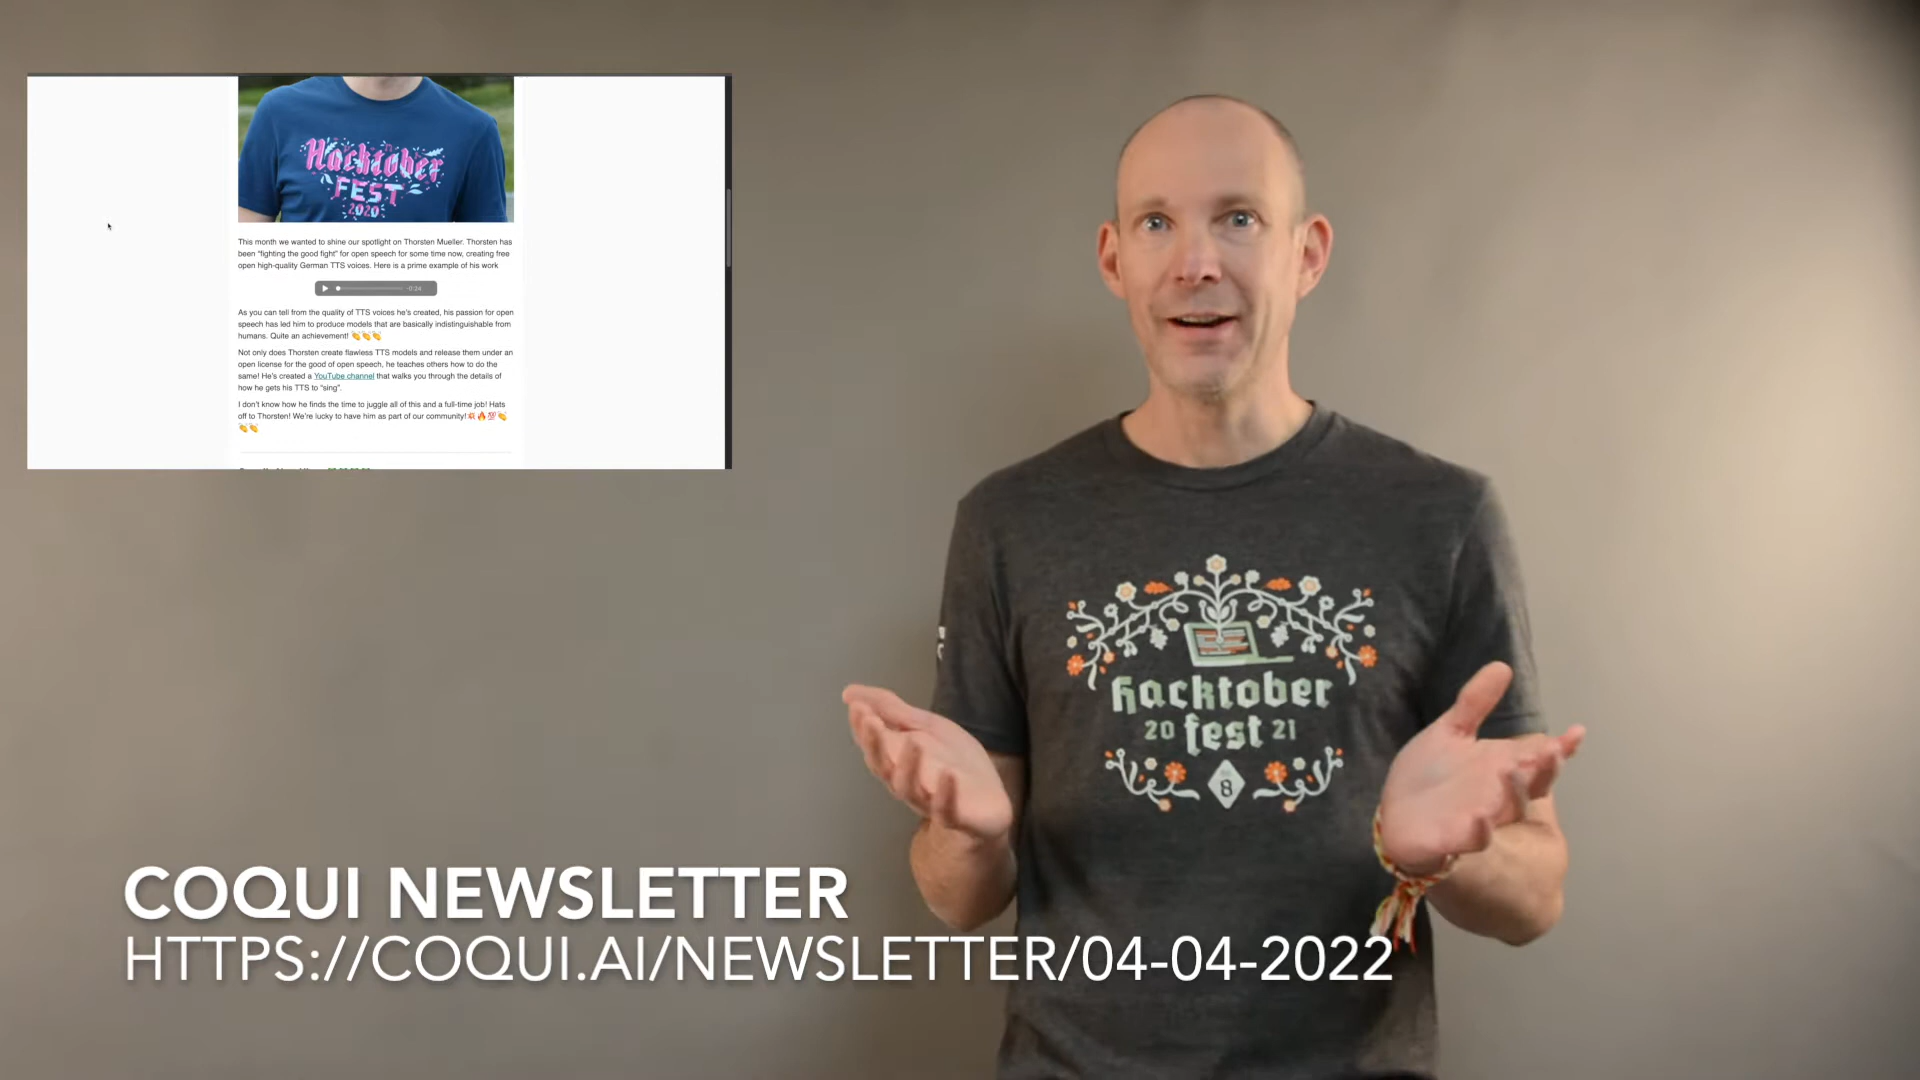 Hacktober
FEST
2020
This month we wanted to shine our spotlight on Thorsten Mueller. Thorsten has
been "fighting the good fight" for open speech for some time now, creating free
open high-quality German TTS voices. Here is a prime example of his work
-0:24
As you can tell from the quality of TTS voices he's created, his passion for open
speech has led him to produce models that are basically indistinguishable from
humans. Quite an achievement! 👏👏👏
Not only does Thorsten create flawless TTS models and release them under an
open license for the good of open speech, he teaches others how to do the
same! He's created a YouTube channel that walks you through the details of
how he gets his TTS to "sing".
I don't know how he finds the time to juggle all of this and a full-time job! Hats
off to Thorsten! We're lucky to have him as part of our community!💥🔥💯👏
👏👏
hacktober
20 fest 21
8
COQUI NEWSLETTER
HTTPS://COQUI.AI/NEWSLETTER/04-04-2022